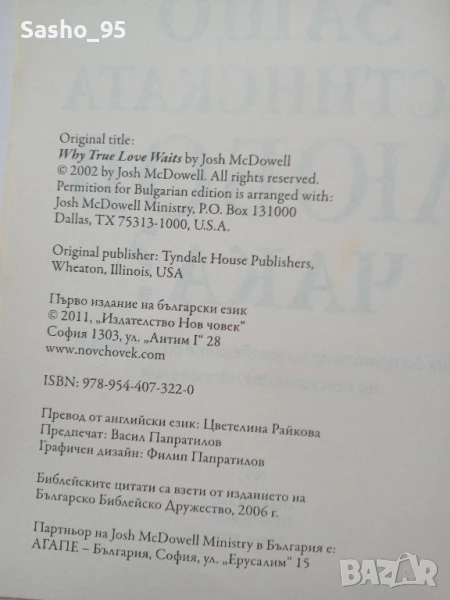 Sasho_95
Original title:
Why True Love Waits by Josh McDowell
© 2002 by Josh McDowell. All rights reserved.
Permition for Bulgarian edition is arranged with:
Josh McDowell Ministry, P.O. Box 131000
Dallas, TX 75313-1000, U.S.A.
Original publisher: Tyndale House Publishers,
Wheaton, Illinois, USA
Първо издание на български език
© 2011, „Издателство Нов човек“
София 1303, ул. „Антим I“ 28
www.novchovek.com
ISBN: 978-954-407-322-0
Превод от английски език: Цветелина Райкова
Предпечат: Васил Папратилов
Графичен дизайн: Филип Папратилов
Библейските цитати са взети от изданието на
Българско Библейско Дружество, 2006 г.
Партньор на Josh McDowell Ministry в България е:
АГАПЕ – България, София, ул. „Ерусалим“ 15
BAZAR